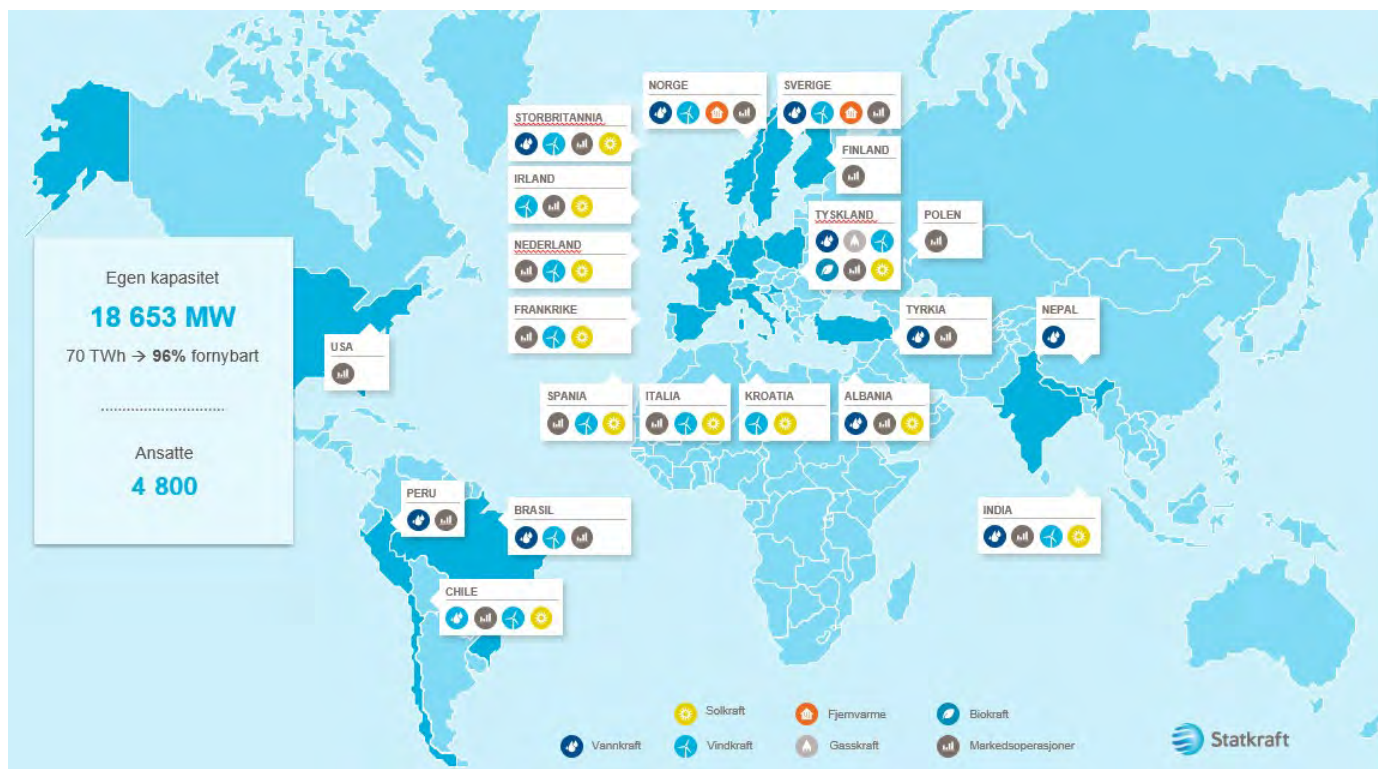 NORGE
SVERIGE
STORBRITANNIA
FINLAND
IRLAND
TYSKLAND
POLEN
NEDERLAND
Egen kapasitet
18 653 MW
70 TWh → 96% fornybart
FRANKRIKE
TYRKIA
NEPAL
USA
SPANIA
ITALIA
KROATIA
ALBANIA
Ansatte
4 800
PERU
BRASIL
INDIA
CHILE
Solkraft
Fjernvarme
Biokraft
Vannkraft
Vindkraft
Gasskraft
Markedsoperasjoner
Statkraft